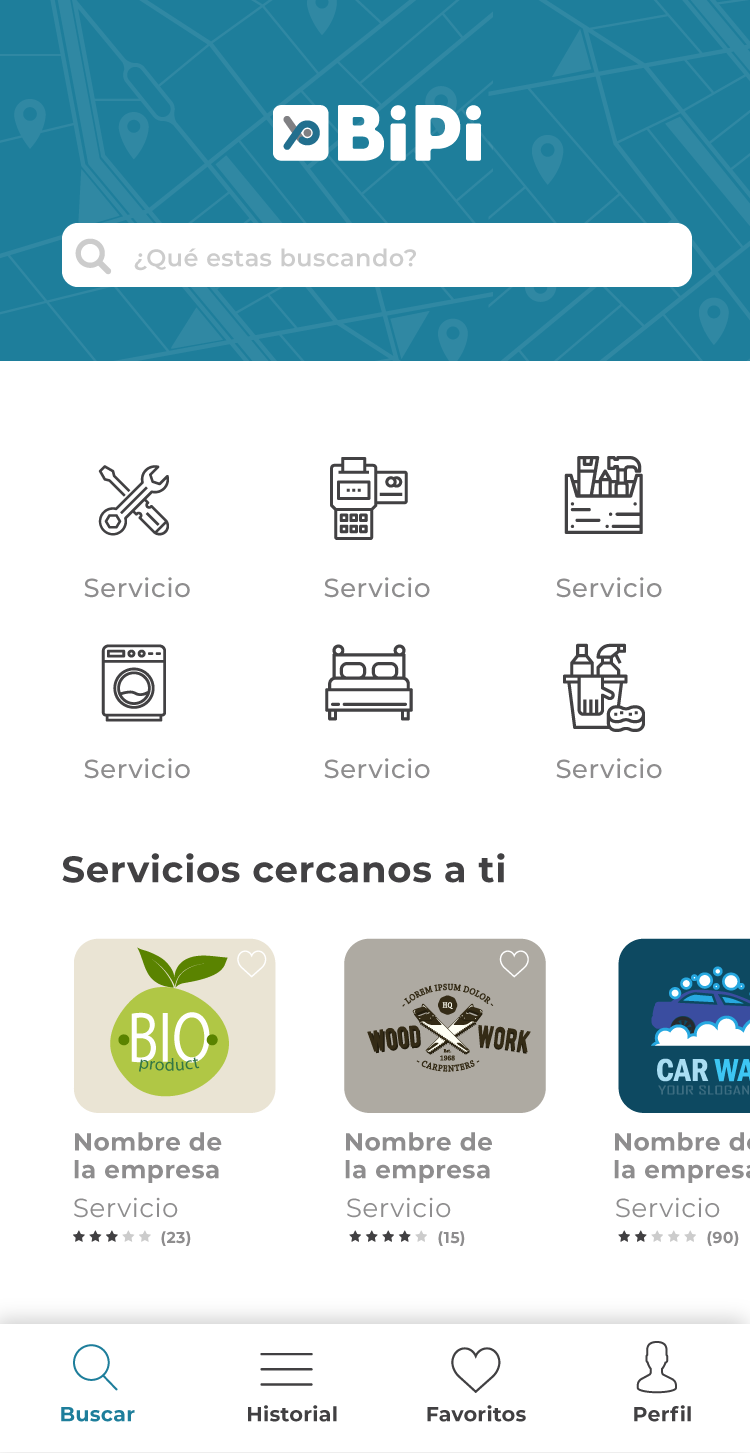 BiPi
¿Qué estas buscando?
Servicio Servicio Servicio
Servicio Servicio Servicio
Servicios cercanos a ti
BIO
product
- LOREM IPSUM DOLOR -
HQ
WOOD WORK
Est.
1968
- CARPENTERS -
CAR WA
YOUR SLOGAN
Nombre de Nombre de Nombre de
la empresa la empresa la empresa
Servicio Servicio Servicio
(23) (15) (90)
Buscar Historial Favoritos Perfil